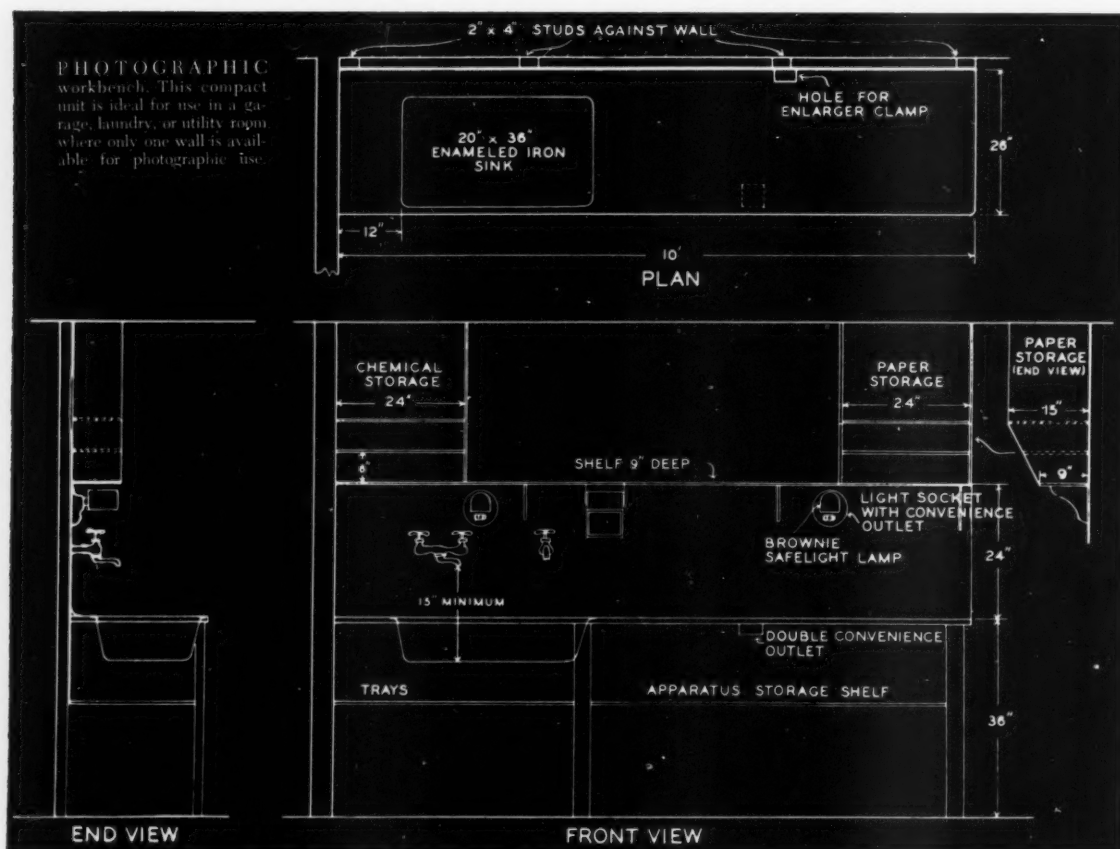 PHOTOGRAPHIC
workbench. This compact
unit is ideal for use in a ga-
rage, laundry, or utility room
where only one wall is avail-
able for photographic use.
2" x 4" STUDS AGAINST WALL
HOLE FOR
ENLARGER CLAMP
20" x 36"
ENAMELED IRON
SINK
26"
12"
10'
PLAN
CHEMICAL
STORAGE
24"
PAPER
STORAGE
24"
PAPER
STORAGE
(END VIEW)
15"
9"
SHELF 9" DEEP
LIGHT SOCKET
WITH CONVENIENCE
OUTLET
BROWNIE
SAFELIGHT LAMP
24"
15" MINIMUM
DOUBLE CONVENIENCE
OUTLET
TRAYS
APPARATUS STORAGE SHELF
36"
END VIEW
FRONT VIEW